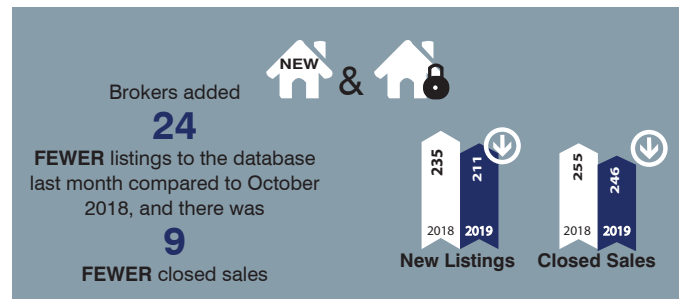 NEW
&
Brokers added
24
FEWER listings to the database
last month compared to October
2018, and there was
9
FEWER closed sales
235
211
2018
2019
New Listings
255
246
2018
2019
Closed Sales